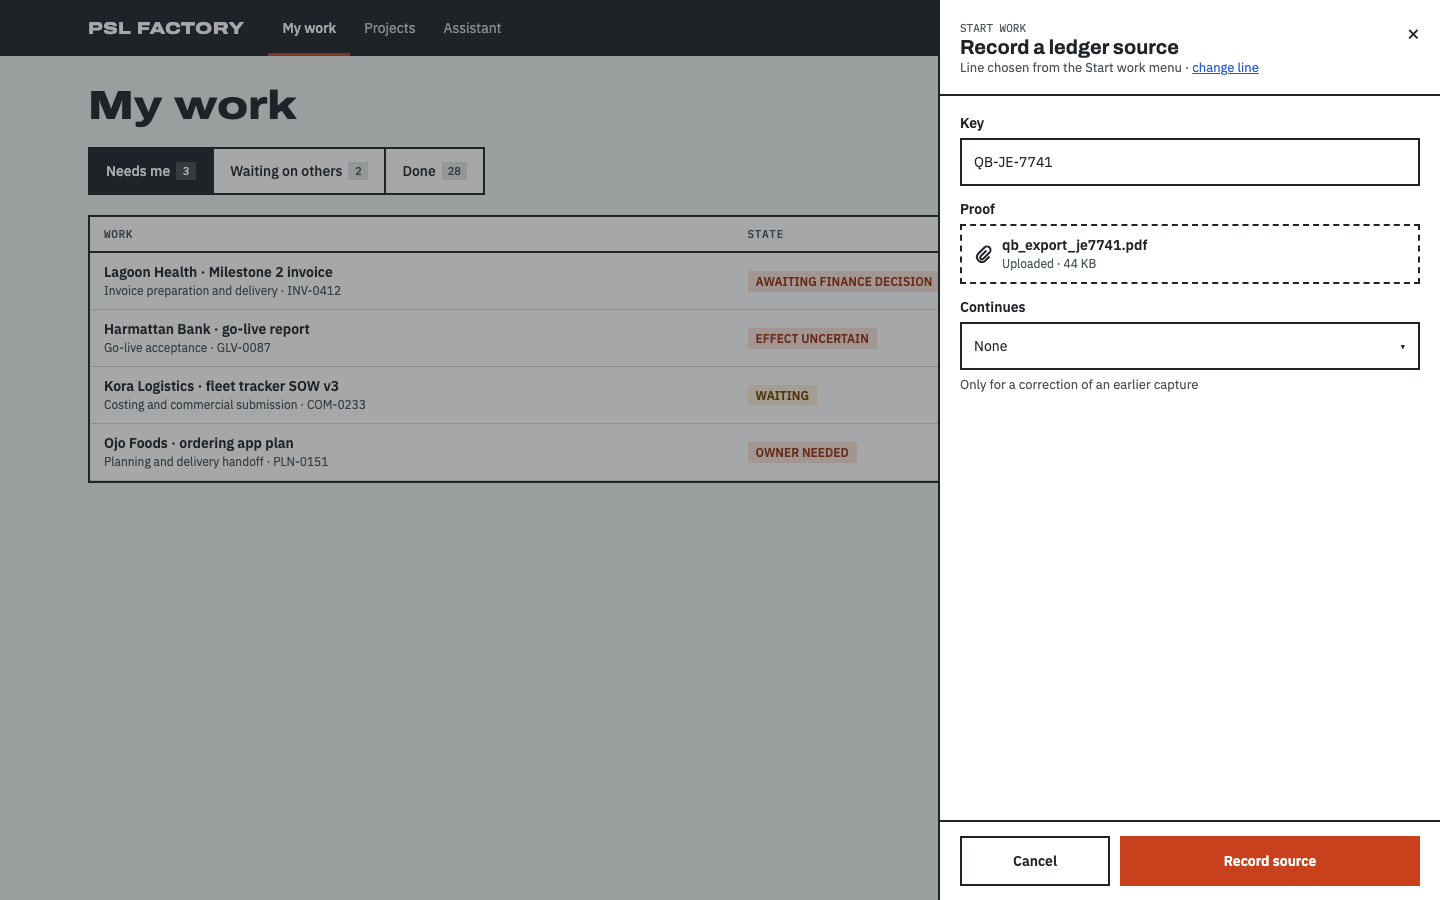 PSL FACTORY
My work
Projects
Assistant
My work
Needs me 3
Waiting on others 2
Done 28
WORK
STATE
Lagoon Health · Milestone 2 invoice
Invoice preparation and delivery · INV-0412
AWAITING FINANCE DECISION
Harmattan Bank · go-live report
Go-live acceptance · GLV-0087
EFFECT UNCERTAIN
Kora Logistics · fleet tracker SOW v3
Costing and commercial submission · COM-0233
WAITING
Ojo Foods · ordering app plan
Planning and delivery handoff · PLN-0151
OWNER NEEDED
START WORK
Record a ledger source
Line chosen from the Start work menu · change line
Key
QB-JE-7741
Proof
qb_export_je7741.pdf
Uploaded · 44 KB
Continues
None
Only for a correction of an earlier capture
Cancel
Record source